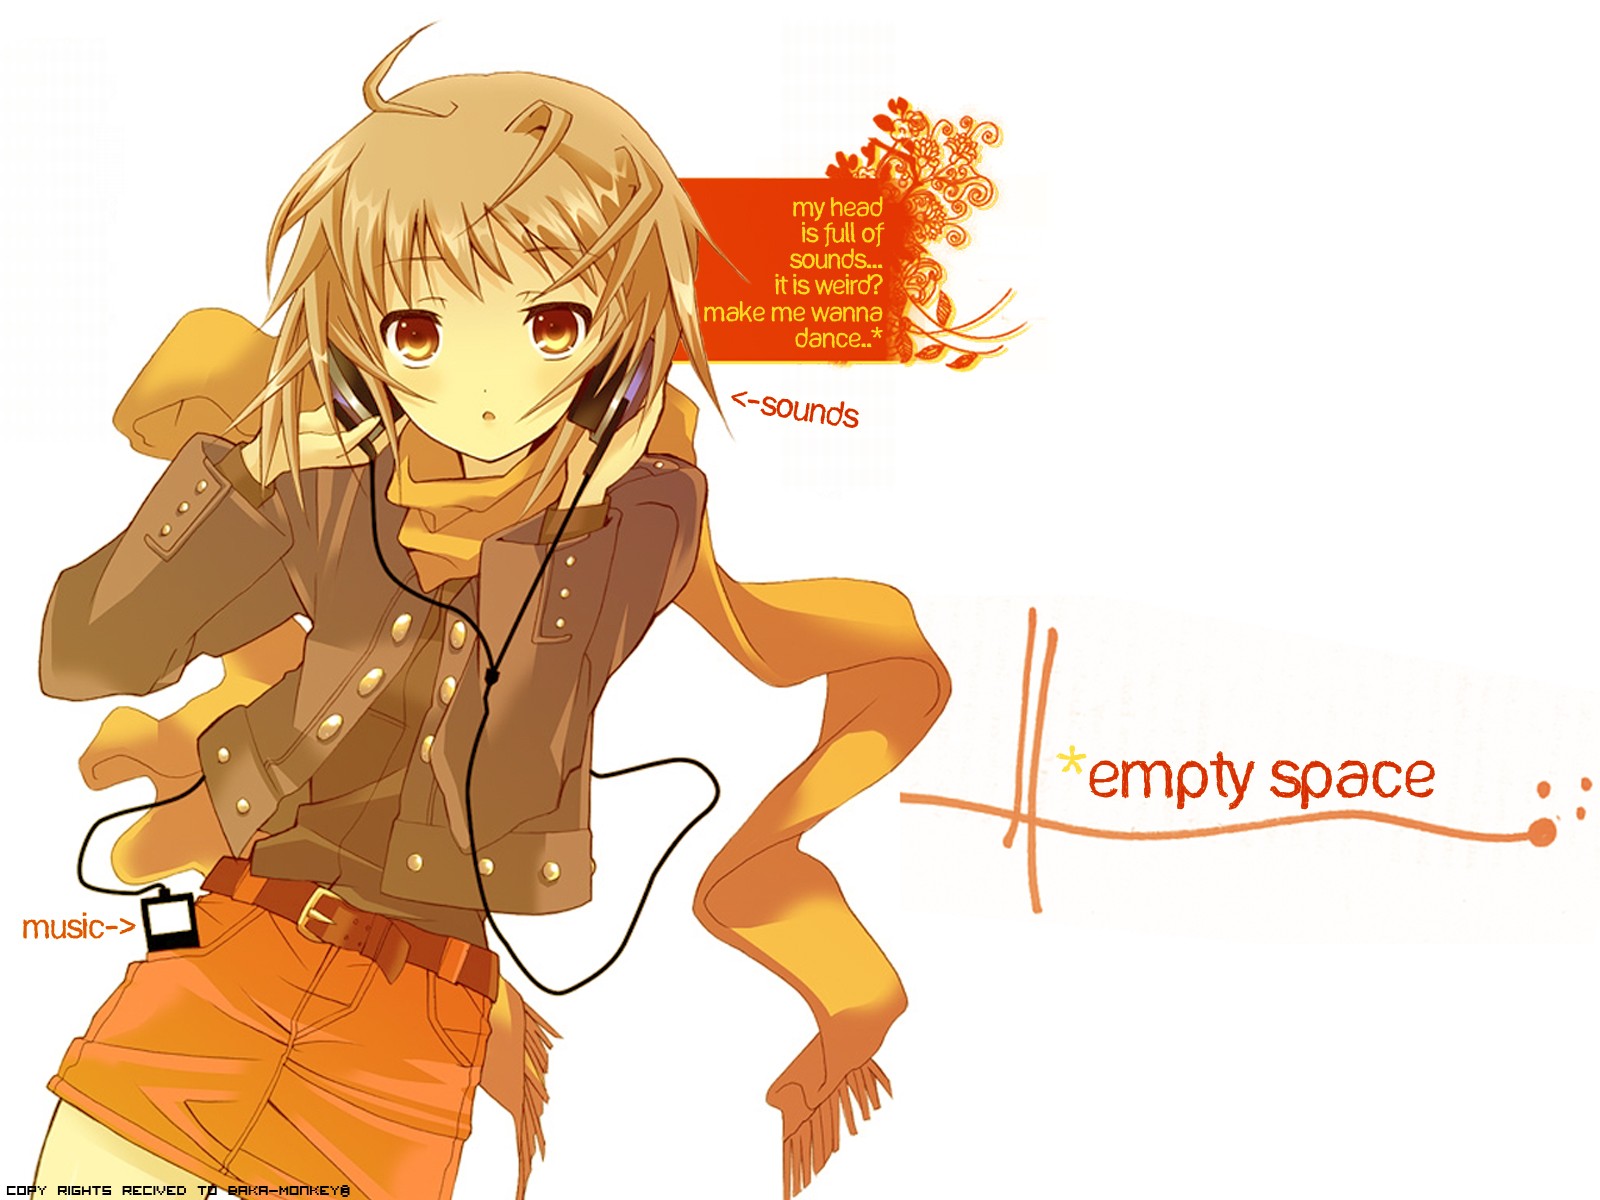 my head
is full of
sounds...
it is weird?
make me wanna
dance..*
<-sounds
*empty space
music->
COPY RIGHTS RECIVED TO BAKA-MONKEY@